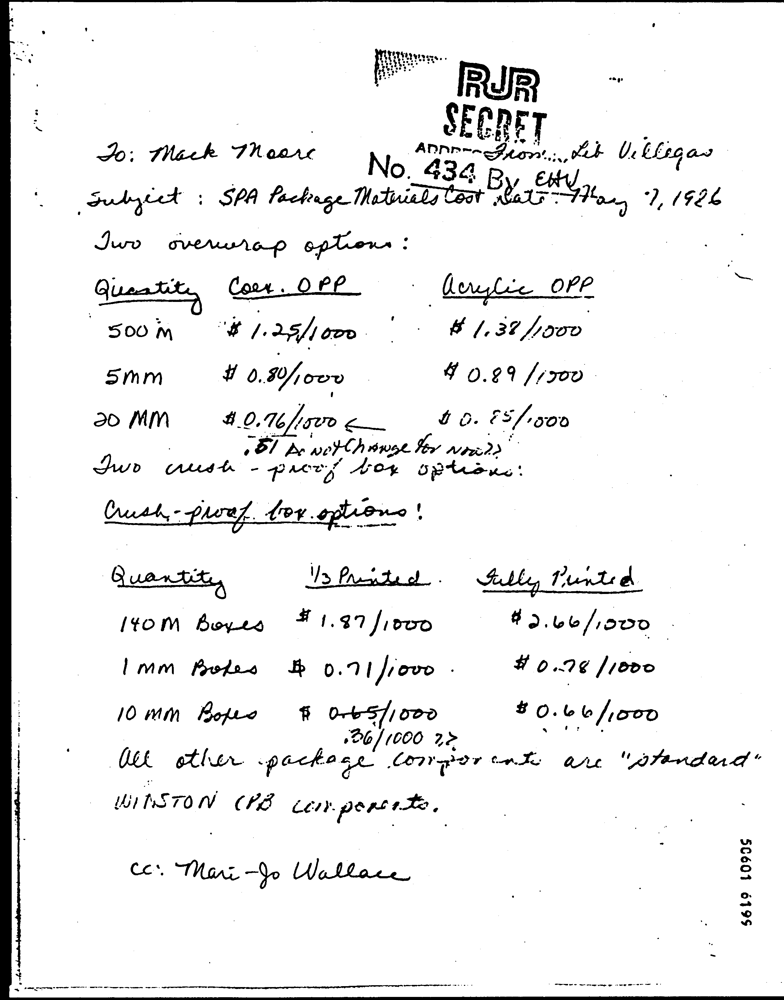 RJR
SECRET
To: Mack Moore From: Lib Villegas
No. 434 By EHV
Subject: SPA Package Materials Cost Date: May 7, 1986
Two overwrap options:
Quantity Coex. OPP Acrylic OPP
500 M $ 1.25/1000 $ 1.38/1000
5 MM $ 0.80/1000 $ 0.89/1000
20 MM $ 0.76/1000 ← $ 0.85/1000
.51 Do Not Change for Now??
Two crush-proof box options:
Crush-proof box options:
Quantity 1/3 Printed Fully Printed
140 M Boxes $ 1.87/1000 $ 2.66/1000
1 MM Boxes $ 0.71/1000 $ 0.78/1000
10 MM Boxes $ 0.65/1000 $ 0.66/1000
.36/1000 ??
All other package components are "standard"
WINSTON CPB components.
cc: Mari-Jo Wallace
50601 6195